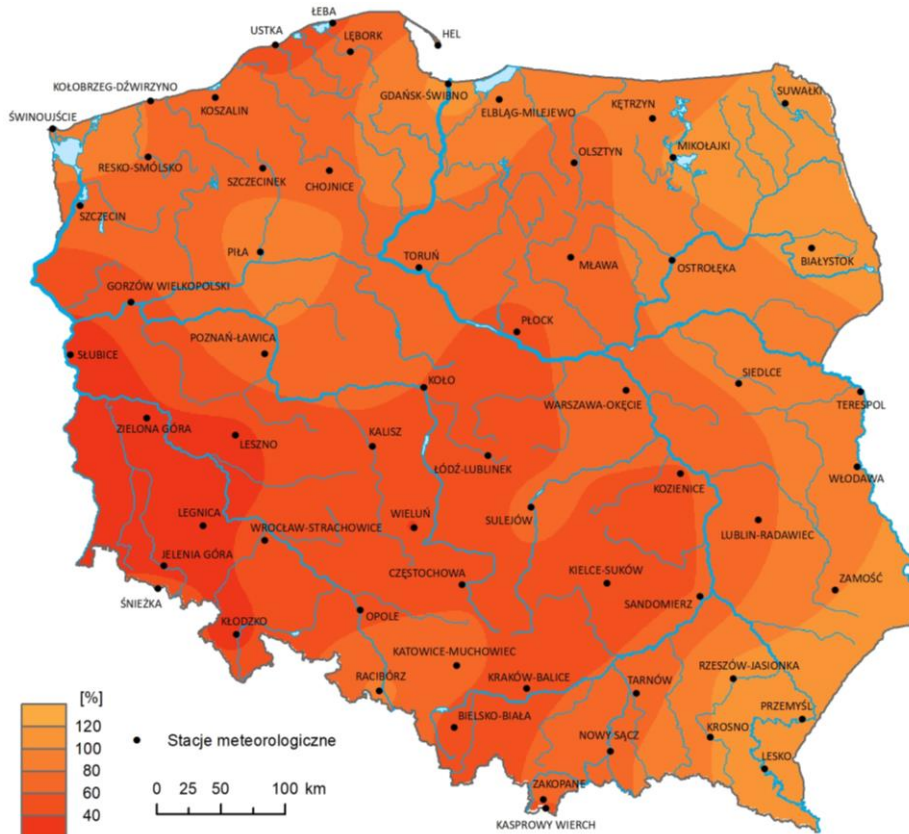 ŁEBA
USTKA
LĘBORK
HEL
KOŁOBRZEG-DŹWIRZYNO
KOSZALIN
GDAŃSK-ŚWIBNO
ELBLĄG-MILEJEWO
KĘTRZYN
SUWAŁKI
ŚWINOUJŚCIE
RESKO-SMÓLSKO
SZCZECINEK
CHOJNICE
OLSZTYN
MIKOŁAJKI
SZCZECIN
PIŁA
TORUŃ
MŁAWA
OSTROŁĘKA
BIAŁYSTOK
GORZÓW WIELKOPOLSKI
POZNAŃ-ŁAWICA
PŁOCK
SŁUBICE
KOŁO
WARSZAWA-OKĘCIE
SIEDLCE
TERESPOL
ZIELONA GÓRA
LESZNO
KALISZ
ŁÓDŹ-LUBLINEK
KOZIENICE
WŁODAWA
LEGNICA
WROCŁAW-STRACHOWICE
WIELUŃ
SULEJÓW
LUBLIN-RADAWIEC
JELENIA GÓRA
CZĘSTOCHOWA
KIELCE-SUKÓW
SANDOMIERZ
ZAMOŚĆ
ŚNIEŻKA
OPOLE
KŁODZKO
KATOWICE-MUCHOWIEC
RACIBÓRZ
KRAKÓW-BALICE
TARNÓW
RZESZÓW-JASIONKA
PRZEMYŚL
BIELSKO-BIAŁA
NOWY SĄCZ
KROSNO
LESKO
ZAKOPANE
KASPROWY WIERCH
[%]
120
100
80
60
40
Stacje meteorologiczne
0 50 100 km